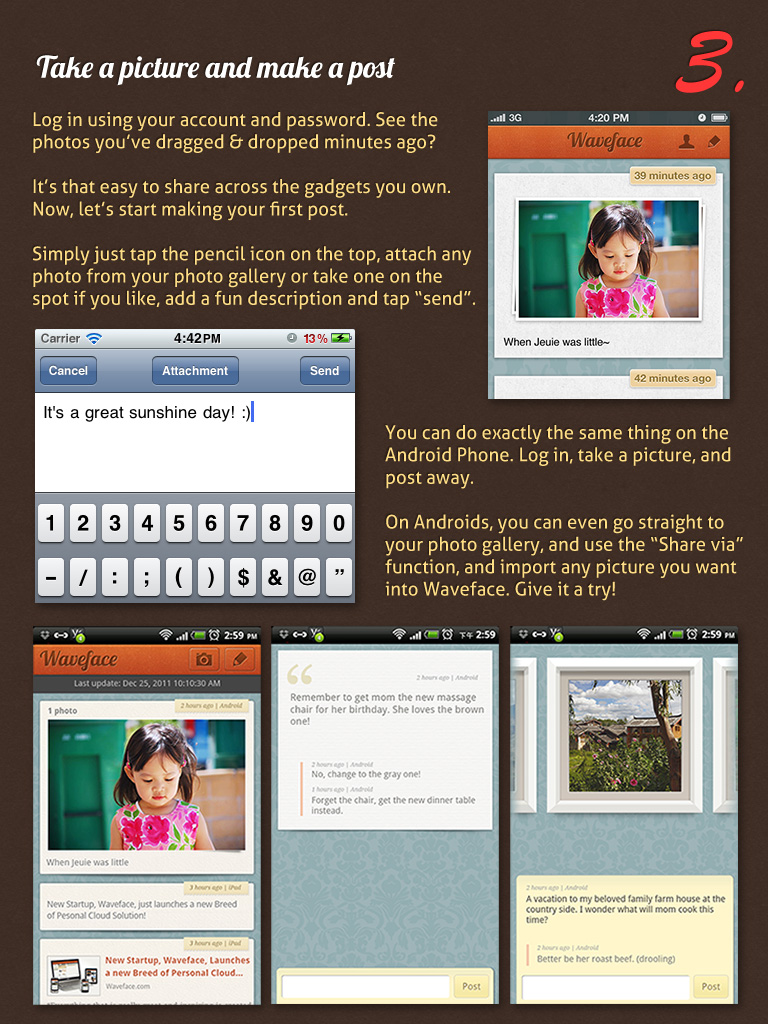 Take a picture and make a post
3.
Log in using your account and password. See the
photos you've dragged & dropped minutes ago?
It's that easy to share across the gadgets you own.
Now, let's start making your first post.
Simply just tap the pencil icon on the top, attach any
photo from your photo gallery or take one on the
spot if you like, add a fun description and tap “send”.
3G 4:20 PM
Waveface
39 minutes ago
When Jeuie was little~
42 minutes ago
Carrier 4:42PM 13%
Cancel Attachment Send
It's a great sunshine day! :)
1 2 3 4 5 6 7 8 9 0
– / : ; ( ) $ & @ ”
You can do exactly the same thing on the
Android Phone. Log in, take a picture, and
post away.
On Androids, you can even go straight to
your photo gallery, and use the “Share via”
function, and import any picture you want
into Waveface. Give it a try!
2:59 PM
Waveface
Last update: Dec 25, 2011 10:10:30 AM
2 hours ago | Android
1 photo
When Jeuie was little
3 hours ago | iPad
New Startup, Waveface, just launches a new Breed
of Pesonal Cloud Solution!
3 hours ago | iPad
New Startup, Waveface, Launches
a new Breed of Personal Cloud...
Waveface.com
下午 2:59
“
2 hours ago | Android
Remember to get mom the new massage
chair for her birthday. She loves the brown
one!
2 hours ago | Android
No, change to the gray one!
1 hours ago | Android
Forget the chair, get the new dinner table
instead.
Post
2:59 PM
2 hours ago | Android
A vacation to my beloved family farm house at the
country side. I wonder what will mom cook this
time?
2 hours ago | Android
Better be her roast beef. (drooling)
Post